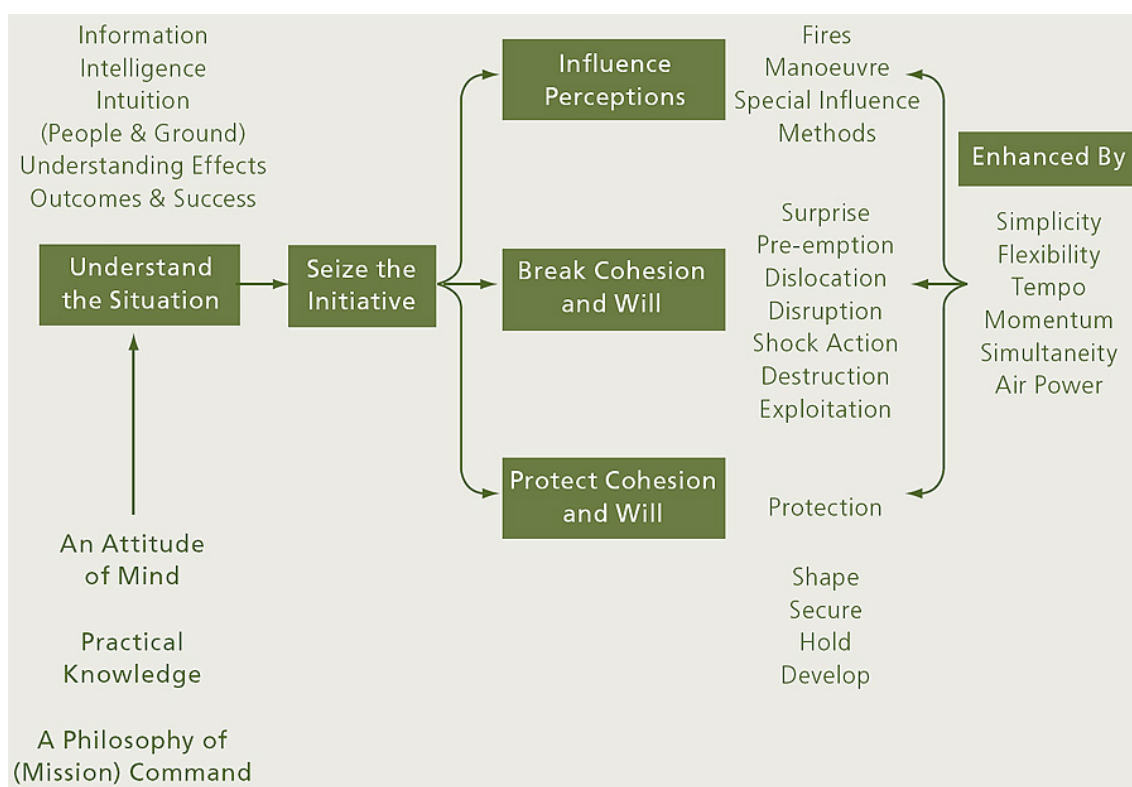 Information
Intelligence
Intuition
(People & Ground)
Understanding Effects
Outcomes & Success
Understand
the Situation
An Attitude
of Mind
Practical
Knowledge
A Philosophy of
(Mission) Command
Seize the
Initiative
Influence
Perceptions
Fires
Manoeuvre
Special Influence
Methods
Break Cohesion
and Will
Surprise
Pre-emption
Dislocation
Disruption
Shock Action
Destruction
Exploitation
Protect Cohesion
and Will
Protection
Shape
Secure
Hold
Develop
Enhanced By
Simplicity
Flexibility
Tempo
Momentum
Simultaneity
Air Power